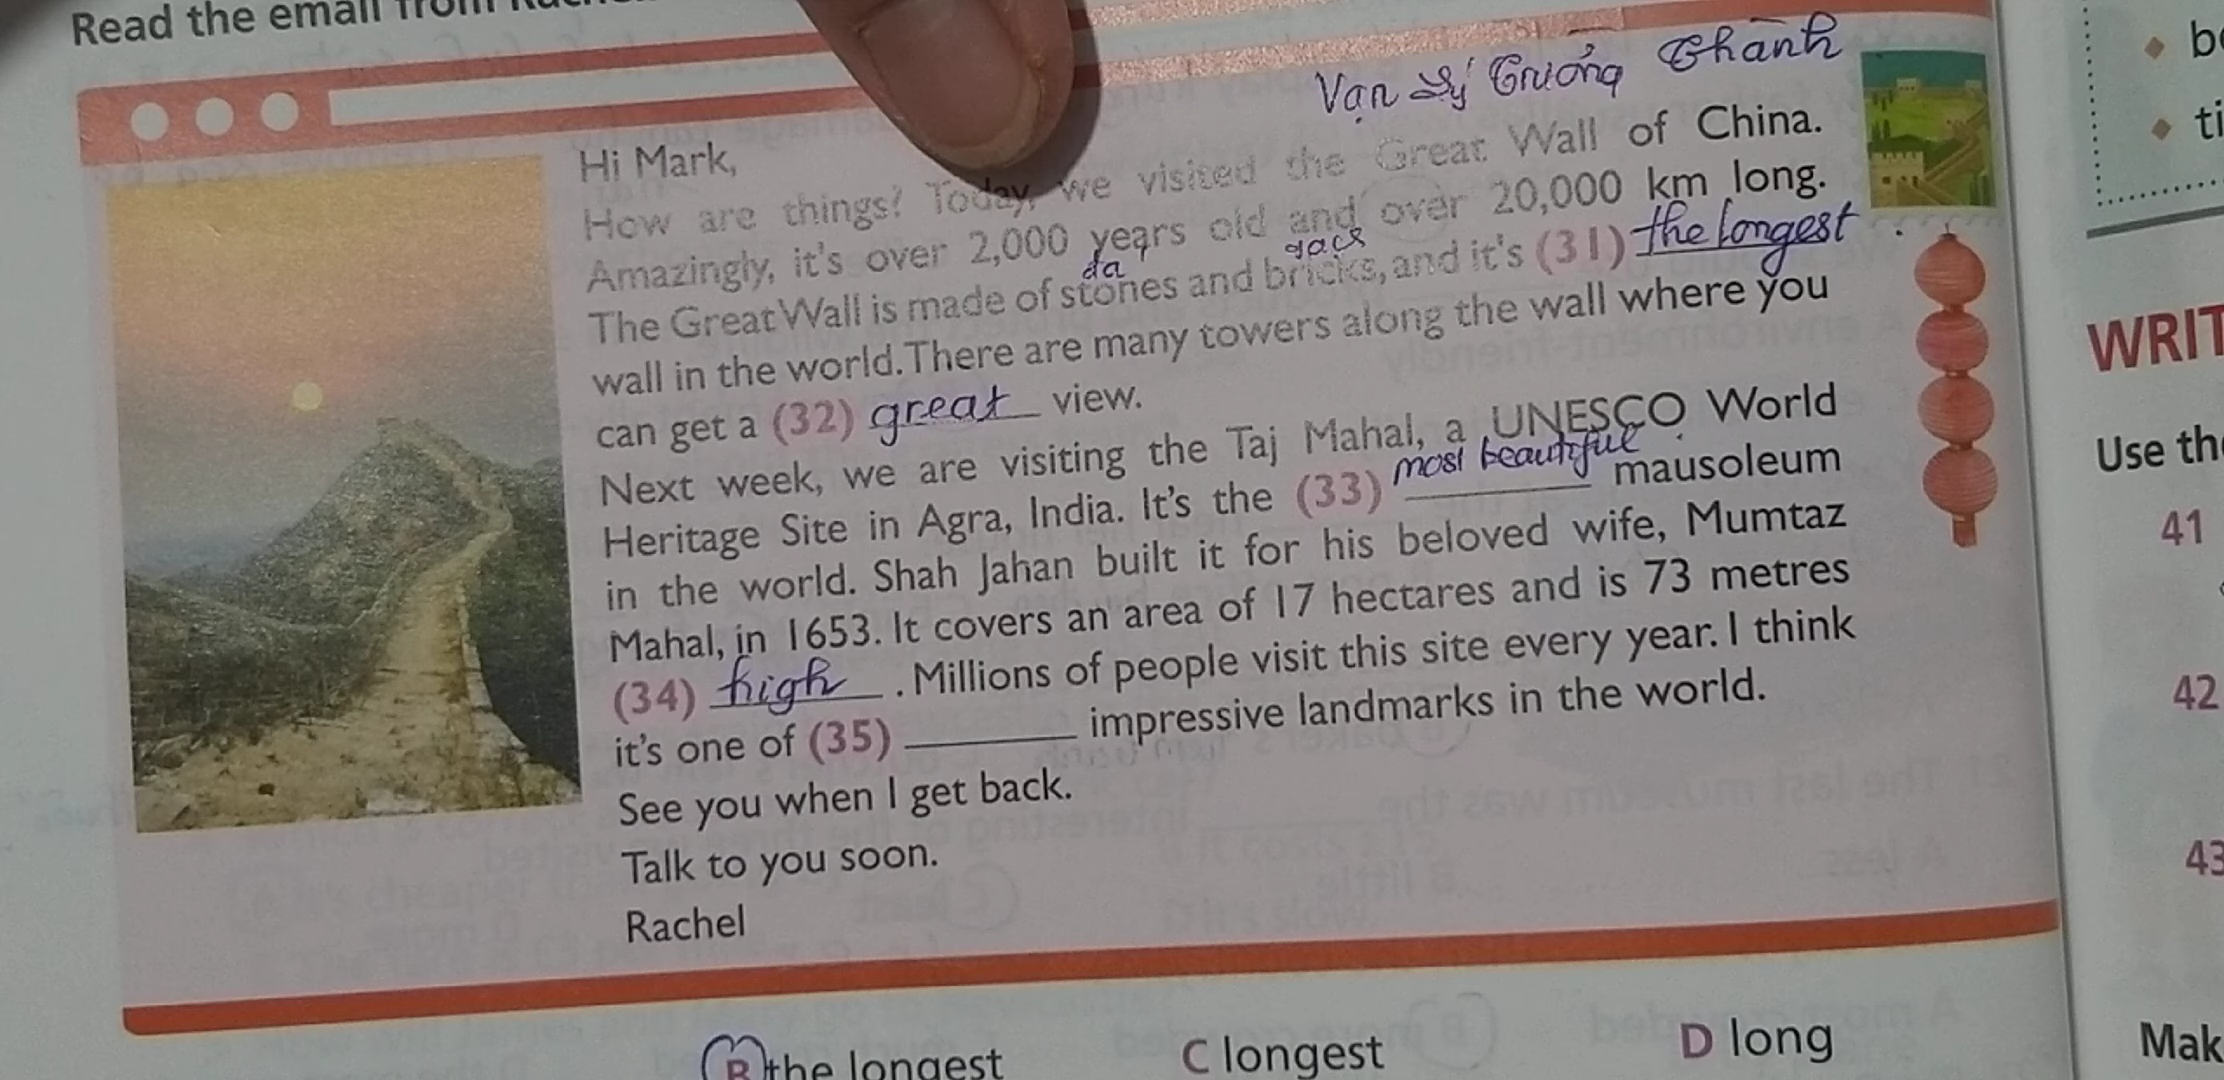 Read the email from
Vạn Lý Trường Thành
Hi Mark,
How are things? Today, we visited the Great Wall of China.
Amazingly, it's over 2,000 years old and over 20,000 km long.
da gạch
The Great Wall is made of stones and bricks, and it's (31) the longest
wall in the world. There are many towers along the wall where you
can get a (32) great view.
Next week, we are visiting the Taj Mahal, a UNESCO World
Heritage Site in Agra, India. It's the (33) most beautiful mausoleum
in the world. Shah Jahan built it for his beloved wife, Mumtaz
Mahal, in 1653. It covers an area of 17 hectares and is 73 metres
(34) high. Millions of people visit this site every year. I think
it's one of (35) ________ impressive landmarks in the world.
See you when I get back.
Talk to you soon.
Rachel
B the longest C longest D long
WRIT
Use the
41
42
43
Mak